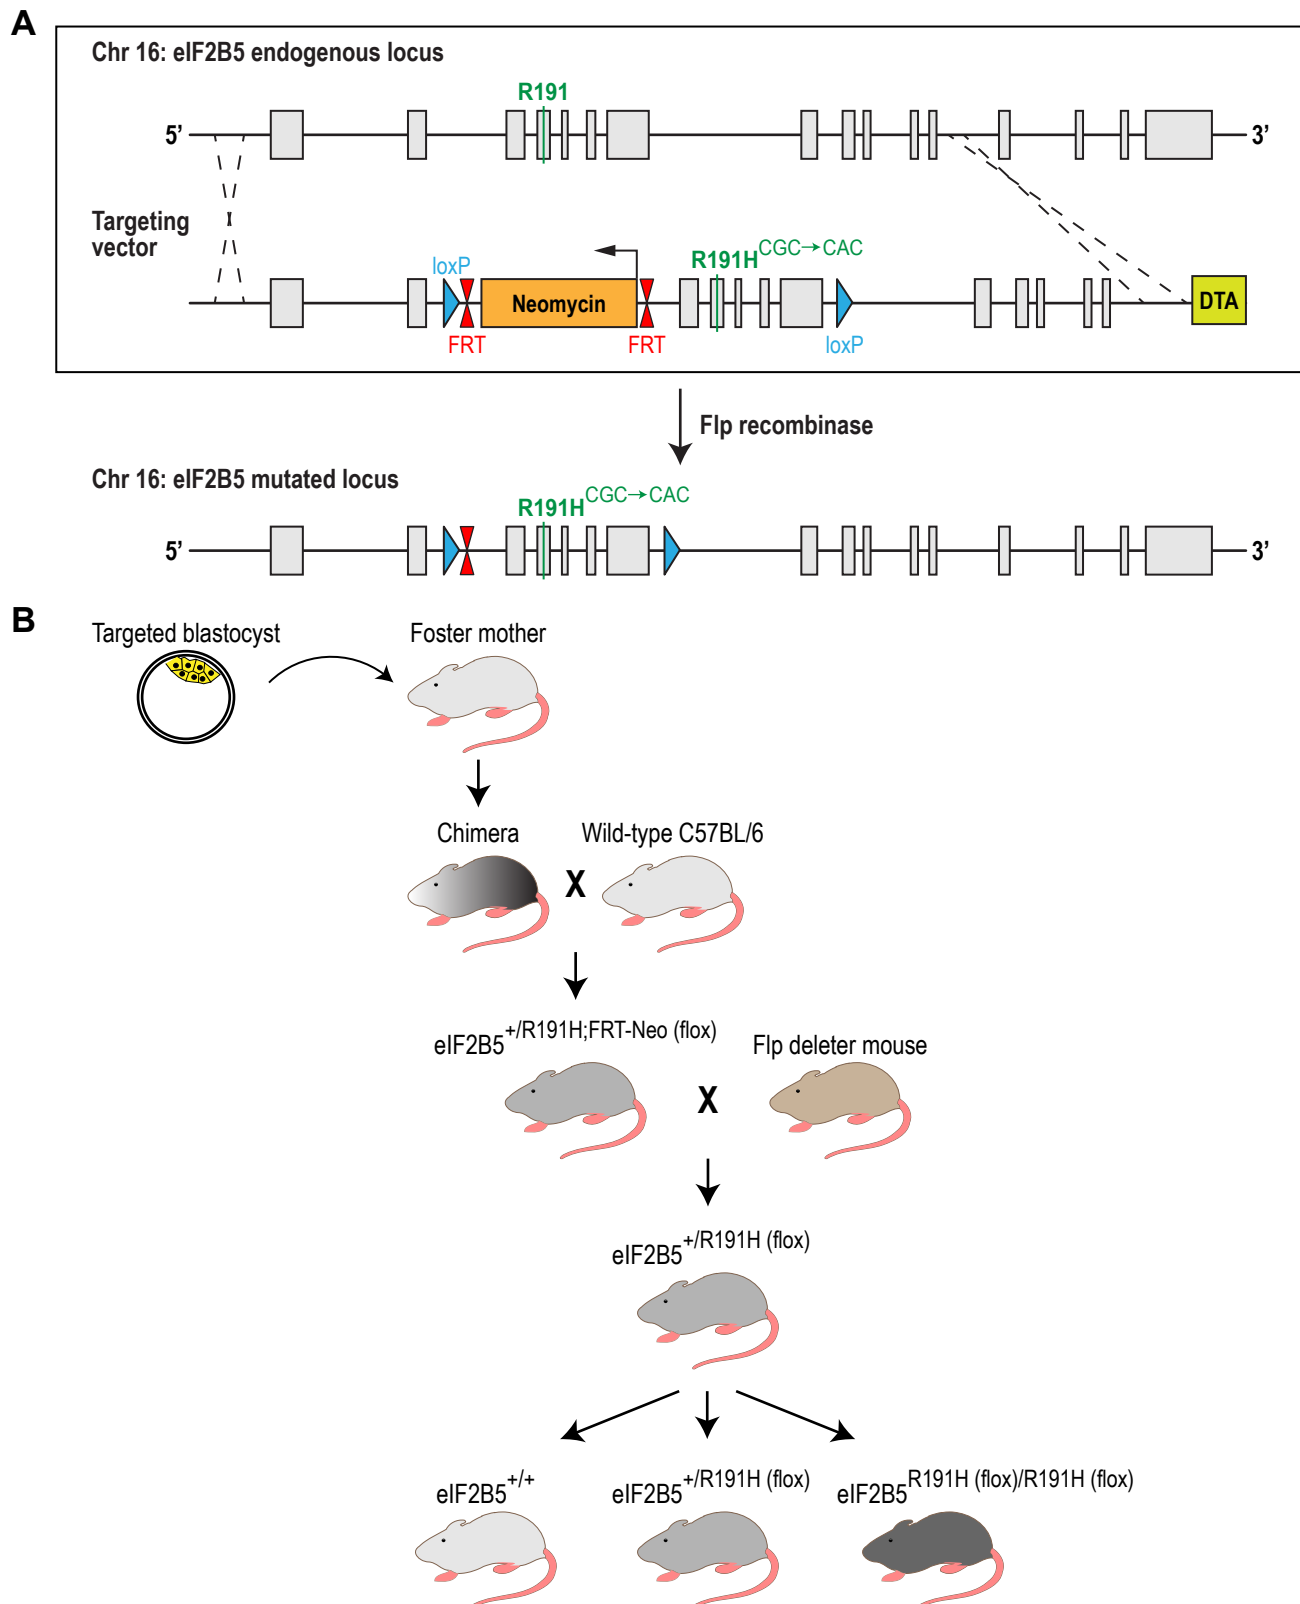 A
Chr 16: eIF2B5 endogenous locus
R191
5’
3’
Targeting
vector
loxP
Neomycin
R191H CGC→CAC
DTA
FRT
FRT
loxP
Flp recombinase
Chr 16: eIF2B5 mutated locus
R191H CGC→CAC
5’
3’
B
Targeted blastocyst
Foster mother
Chimera
X
Wild-type C57BL/6
eIF2B5+/R191H;FRT-Neo (flox)
X
Flp deleter mouse
eIF2B5+/R191H (flox)
eIF2B5+/+
eIF2B5+/R191H (flox)
eIF2B5R191H (flox)/R191H (flox)